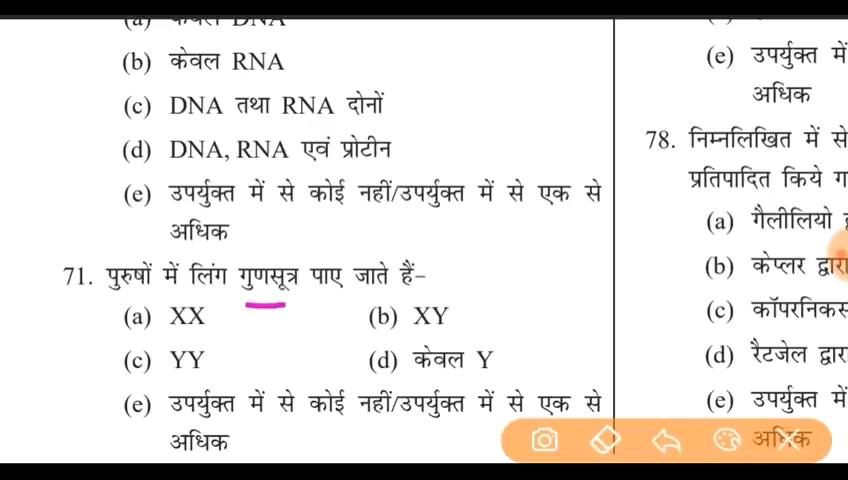 (b) केवल RNA
(c) DNA तथा RNA दोनों
(d) DNA, RNA एवं प्रोटीन
(e) उपर्युक्त में से कोई नहीं/उपर्युक्त में से एक से
अधिक
71. पुरुषों में लिंग गुणसूत्र पाए जाते हैं-
(a) XX
(b) XY
(c) YY
(d) केवल Y
(e) उपर्युक्त में से कोई नहीं/उपर्युक्त में से एक से
अधिक
(e) उपर्युक्त में
अधिक
78. निम्नलिखित में से
प्रतिपादित किये
(a) गैलीलियो
(b) केप्लर द्वारा
(c) कॉपरनिकस
(d) रैटजेल द्वारा
(e) उपर्युक्त में
अधिक